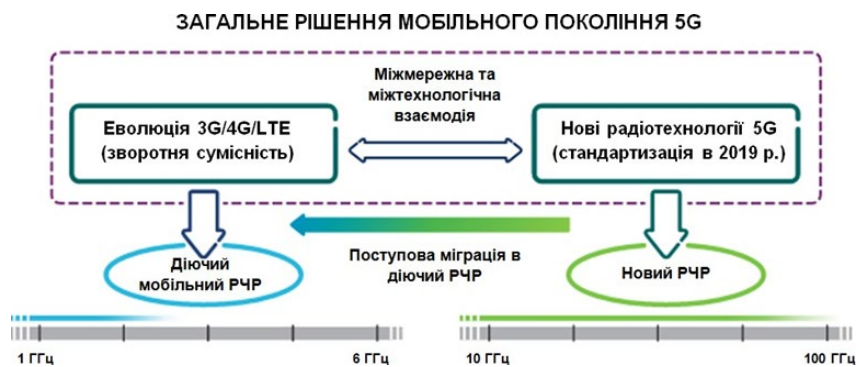 ЗАГАЛЬНЕ РІШЕННЯ МОБІЛЬНОГО ПОКОЛІННЯ 5G
Міжмережна та
міжтехнологічна
взаємодія
Еволюція 3G/4G/LTE
(зворотня сумісність)
Нові радіотехнології 5G
(стандартизація в 2019 р.)
Поступова міграція в
діючий РЧР
Діючий
мобільний РЧР
Новий РЧР
1 ГГц
6 ГГц
10 ГГц
100 ГГц